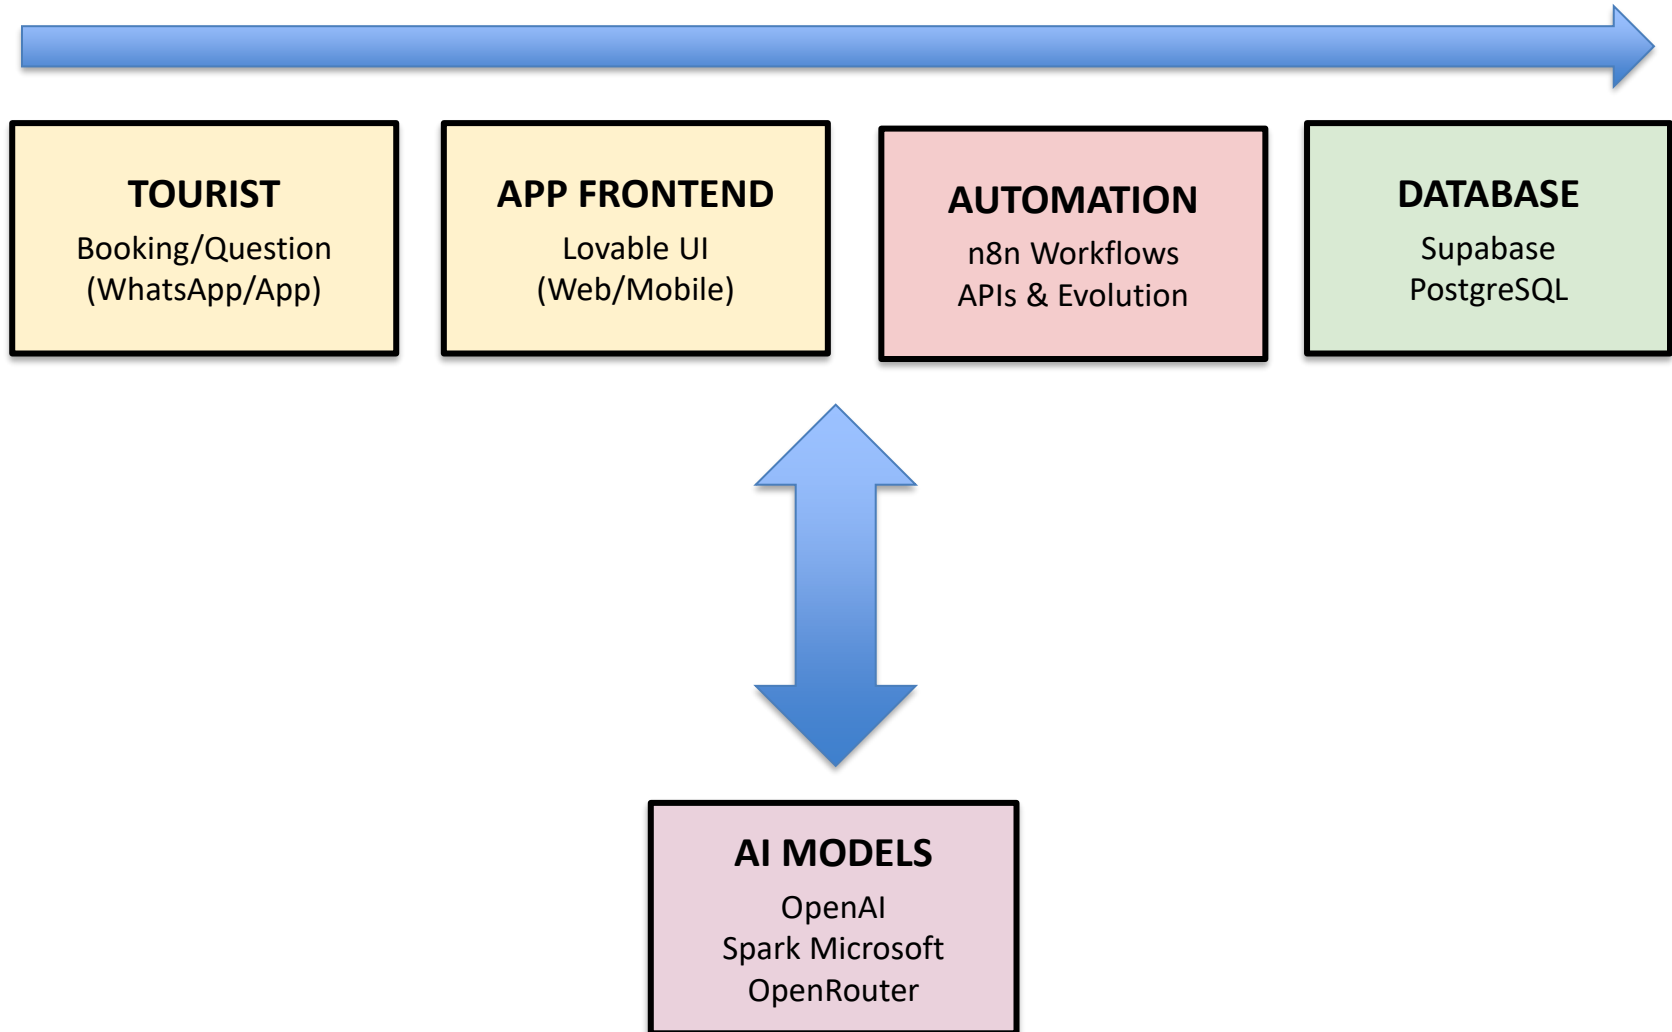 TOURIST
Booking/Question
(WhatsApp/App)
APP FRONTEND
Lovable UI
(Web/Mobile)
AUTOMATION
n8n Workflows
APIs & Evolution
DATABASE
Supabase
PostgreSQL
AI MODELS
OpenAI
Spark Microsoft
OpenRouter